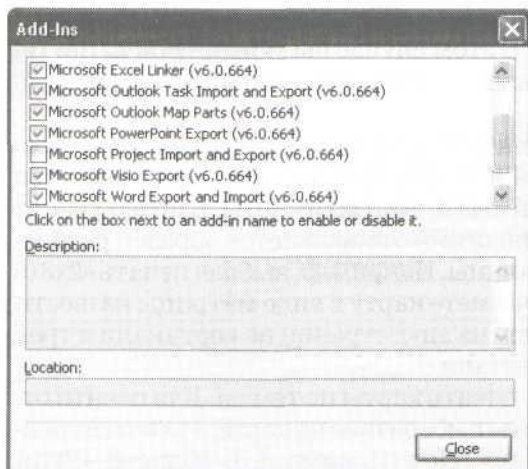 Add-Ins
Microsoft Excel Linker (v6.0.664)
Microsoft Outlook Task Import and Export (v6.0.664)
Microsoft Outlook Map Parts (v6.0.664)
Microsoft PowerPoint Export (v6.0.664)
Microsoft Project Import and Export (v6.0.664)
Microsoft Visio Export (v6.0.664)
Microsoft Word Export and Import (v6.0.664)
Click on the box next to an add-in name to enable or disable it.
Description:
Location:
Close